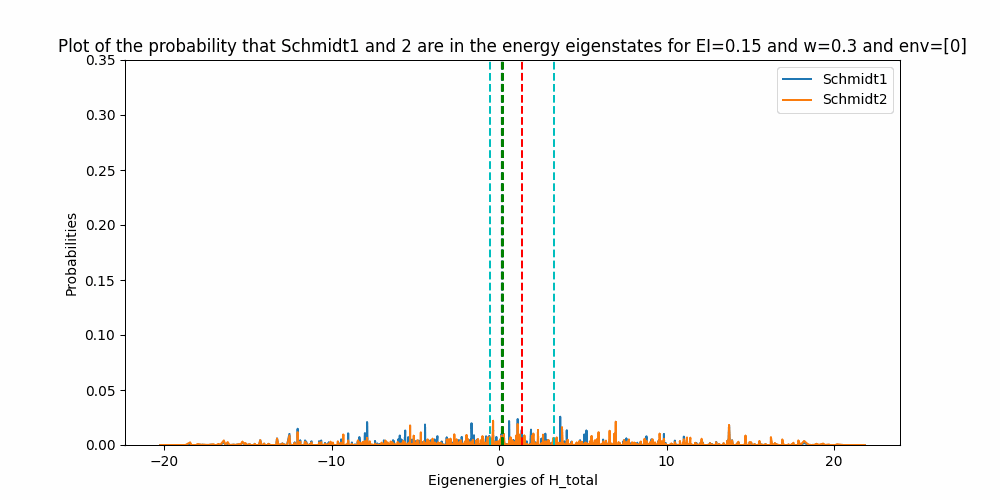 Plot of the probability that Schmidt1 and 2 are in the energy eigenstates for EI=0.15 and w=0.3 and env=[0]
Schmidt1
Schmidt2
Probabilities
0.35
0.30
0.25
0.20
0.15
0.10
0.05
0.00
−20 −10 0 10 20
Eigenenergies of H_total